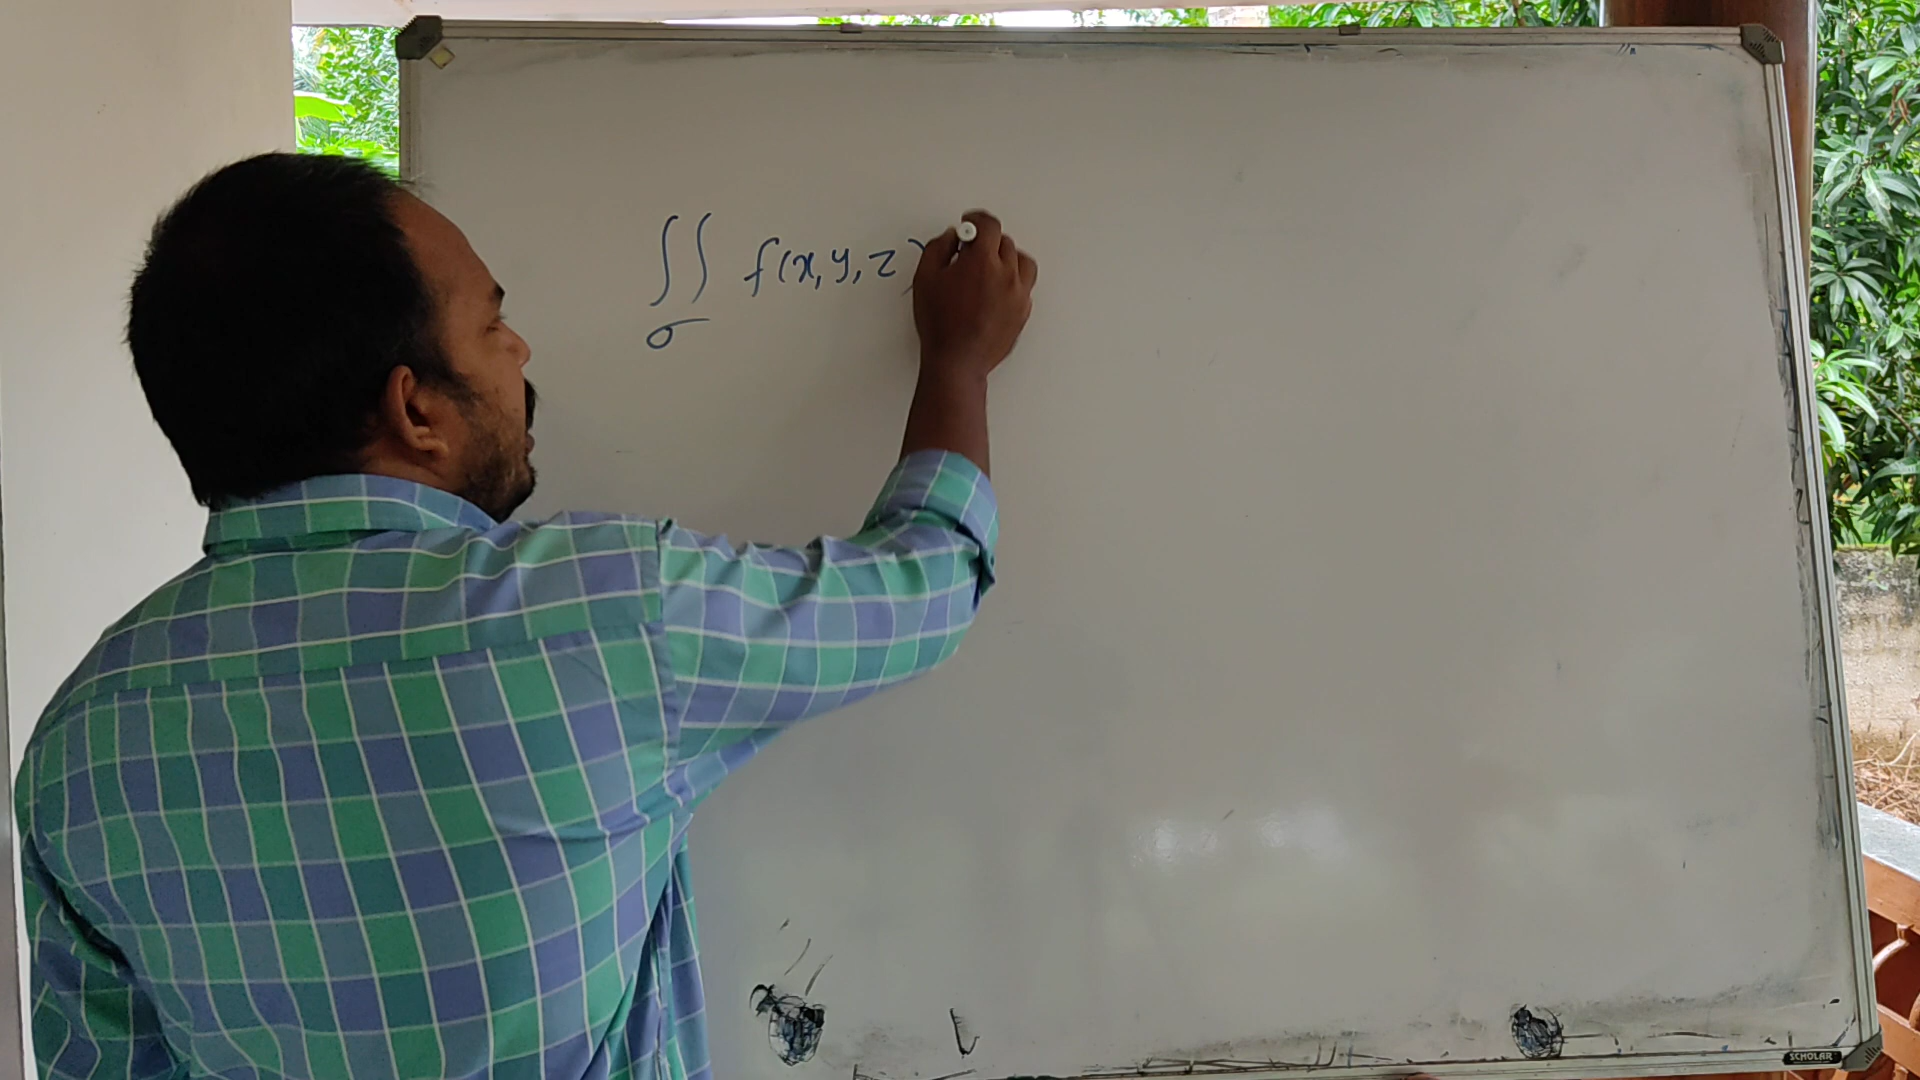 ∬ f(x,y,z)
σ
SCHOLAR